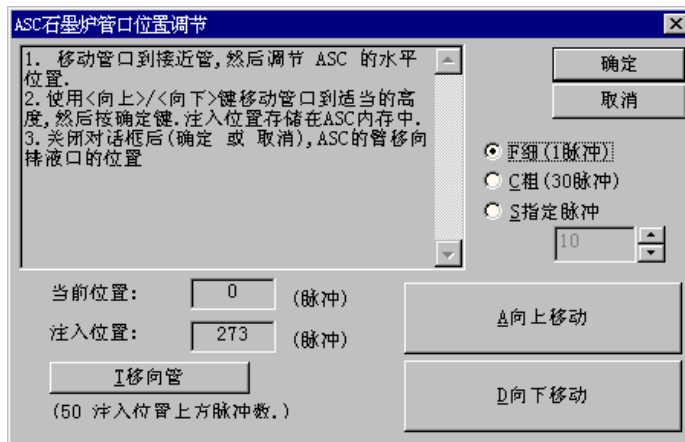 ASC石墨炉管口位置调节
1. 移动管口到接近管,然后调节 ASC 的水平
位置.
2.使用<向上>/<向下>键移动管口到适当的高
度,然后按确定键.注入位置存储在ASC内存中.
3.关闭对话框后(确定 或 取消),ASC的臂移向
排液口的位置
确定
取消
F细(1脉冲)
C粗(30脉冲)
S指定脉冲
10
当前位置: 0 (脉冲)
注入位置: 273 (脉冲)
T移向管
(50 注入位置上方脉冲数.)
A向上移动
D向下移动